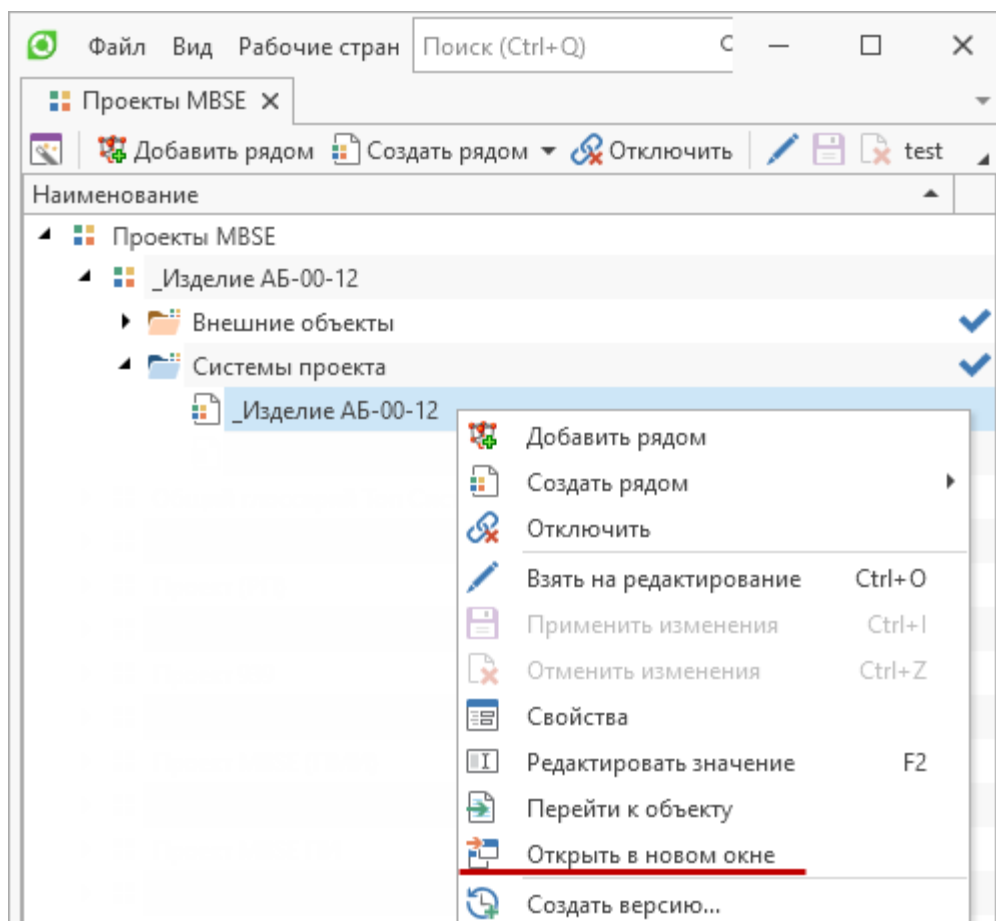 Файл Вид Рабочие стран Поиск (Ctrl+Q)
Проекты MBSE
Добавить рядом Создать рядом Отключить test
Наименование
Проекты MBSE
_Изделие АБ-00-12
Внешние объекты
Системы проекта
_Изделие АБ-00-12
Добавить рядом
Создать рядом
Отключить
Взять на редактирование Ctrl+O
Применить изменения Ctrl+I
Отменить изменения Ctrl+Z
Свойства
Редактировать значение F2
Перейти к объекту
Открыть в новом окне
Создать версию...